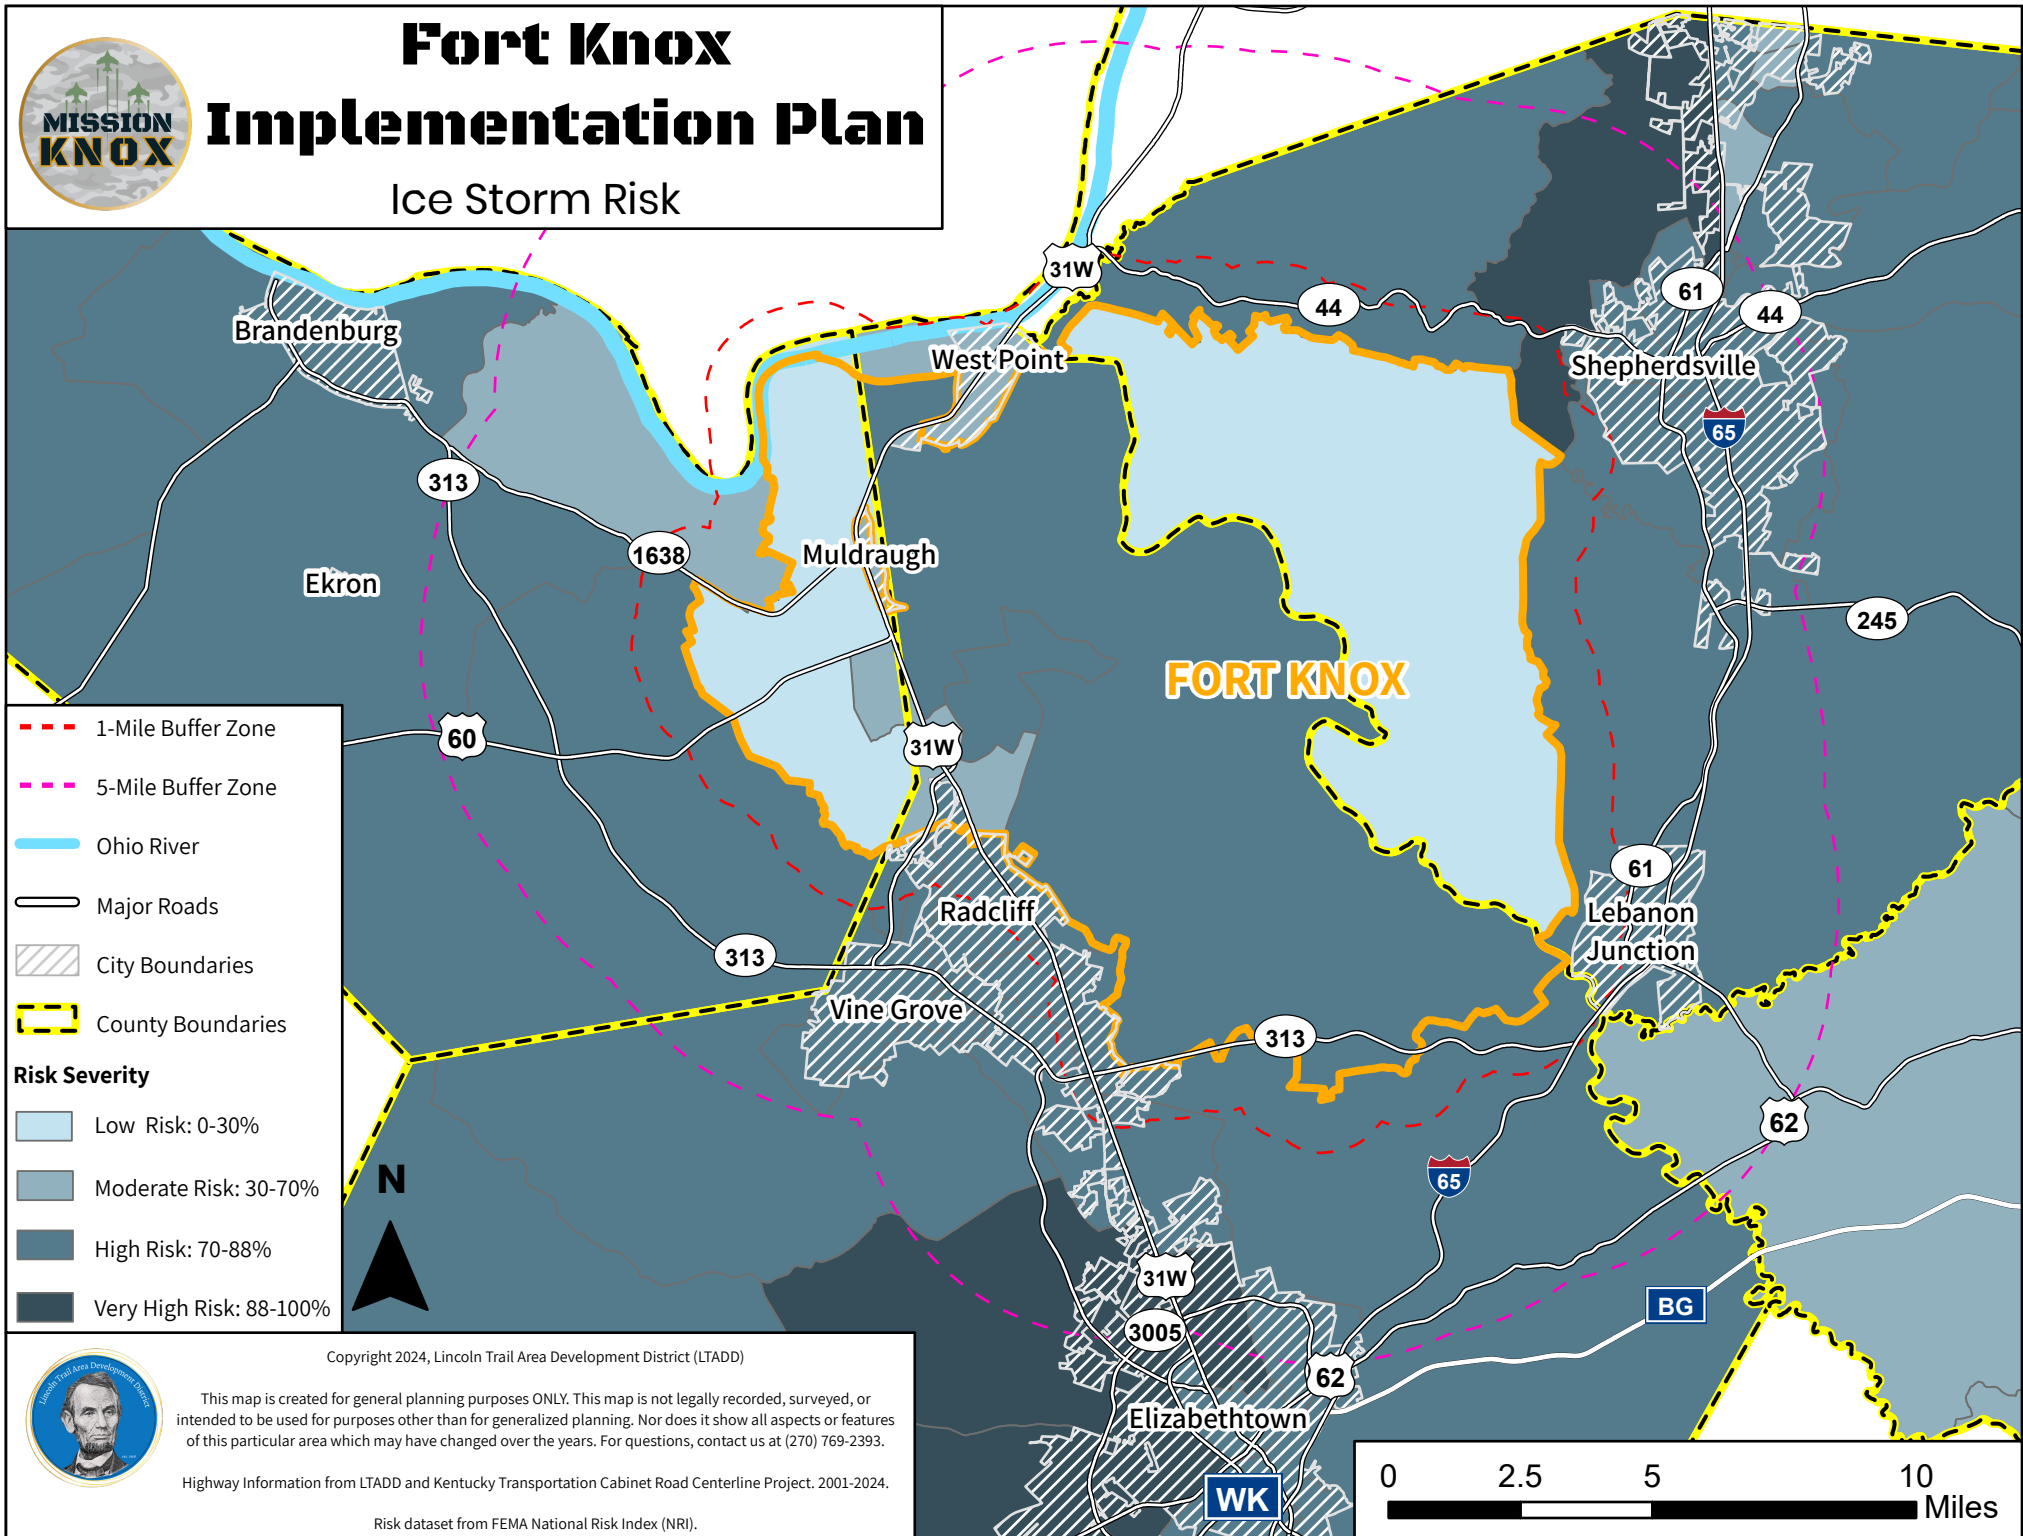 Fort Knox
Implementation Plan
Ice Storm Risk
MISSION
KNOX
31W
44
61
44
Brandenburg
West Point
Shepherdsville
65
313
1638
Muldraugh
Ekron
245
FORT KNOX
60
31W
61
Radcliff
Lebanon
Junction
313
Vine Grove
313
62
65
31W
BG
3005
62
Elizabethtown
WK
1-Mile Buffer Zone
5-Mile Buffer Zone
Ohio River
Major Roads
City Boundaries
County Boundaries
Risk Severity
Low Risk: 0-30%
Moderate Risk: 30-70%
High Risk: 70-88%
Very High Risk: 88-100%
N
Lincoln Trail Area Development District
Copyright 2024, Lincoln Trail Area Development District (LTADD)
This map is created for general planning purposes ONLY. This map is not legally recorded, surveyed, or
intended to be used for purposes other than for generalized planning. Nor does it show all aspects or features
of this particular area which may have changed over the years. For questions, contact us at (270) 769-2393.
Highway Information from LTADD and Kentucky Transportation Cabinet Road Centerline Project. 2001-2024.
Risk dataset from FEMA National Risk Index (NRI).
0 2.5 5 10
Miles